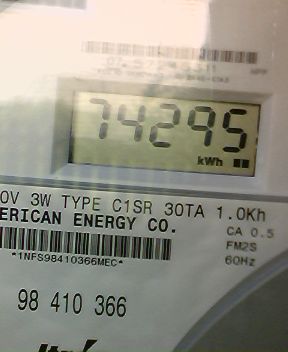 74295
kWh
0V 3W TYPE C1SR 30TA 1.0Kh
ERICAN ENERGY CO.
CA 0.5
FM2S
*1NFS98410366MEC*
60Hz
98 410 366